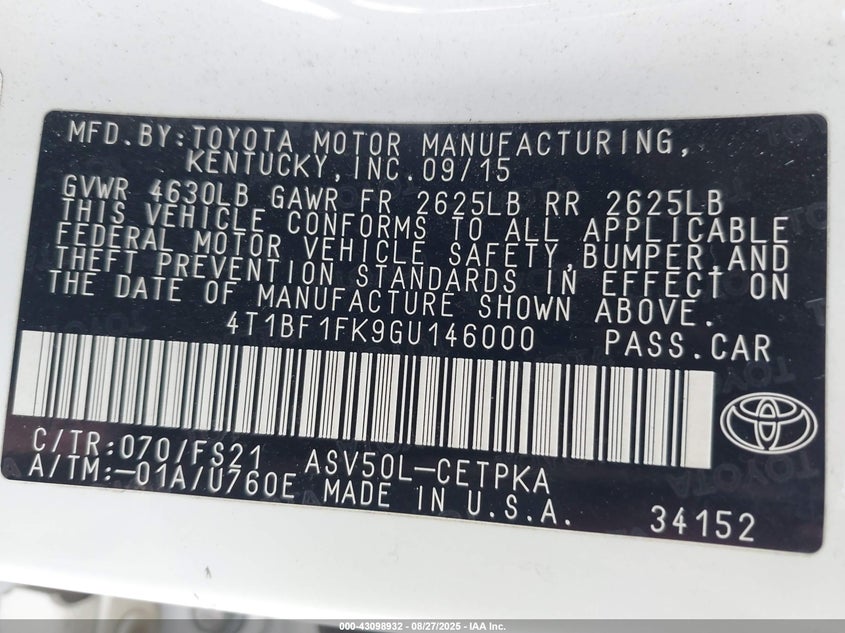 MFD.BY:TOYOTA MOTOR MANUFACTURING,
KENTUCKY,INC.09/15
GVWR 4630LB GAWR FR 2625LB RR 2625LB
THIS VEHICLE CONFORMS TO ALL APPLICABLE
FEDERAL MOTOR VEHICLE SAFETY,BUMPER,AND
THEFT PREVENTION STANDARDS IN EFFECT ON
THE DATE OF MANUFACTURE SHOWN ABOVE.
4T1BF1FK9GU146000 PASS.CAR
C/TR:070/FS21 ASV50L-CETPKA
A/TM:-01A/U760E MADE IN U.S.A.
34152
000-43098932 - 08/27/2025 - IAA Inc.